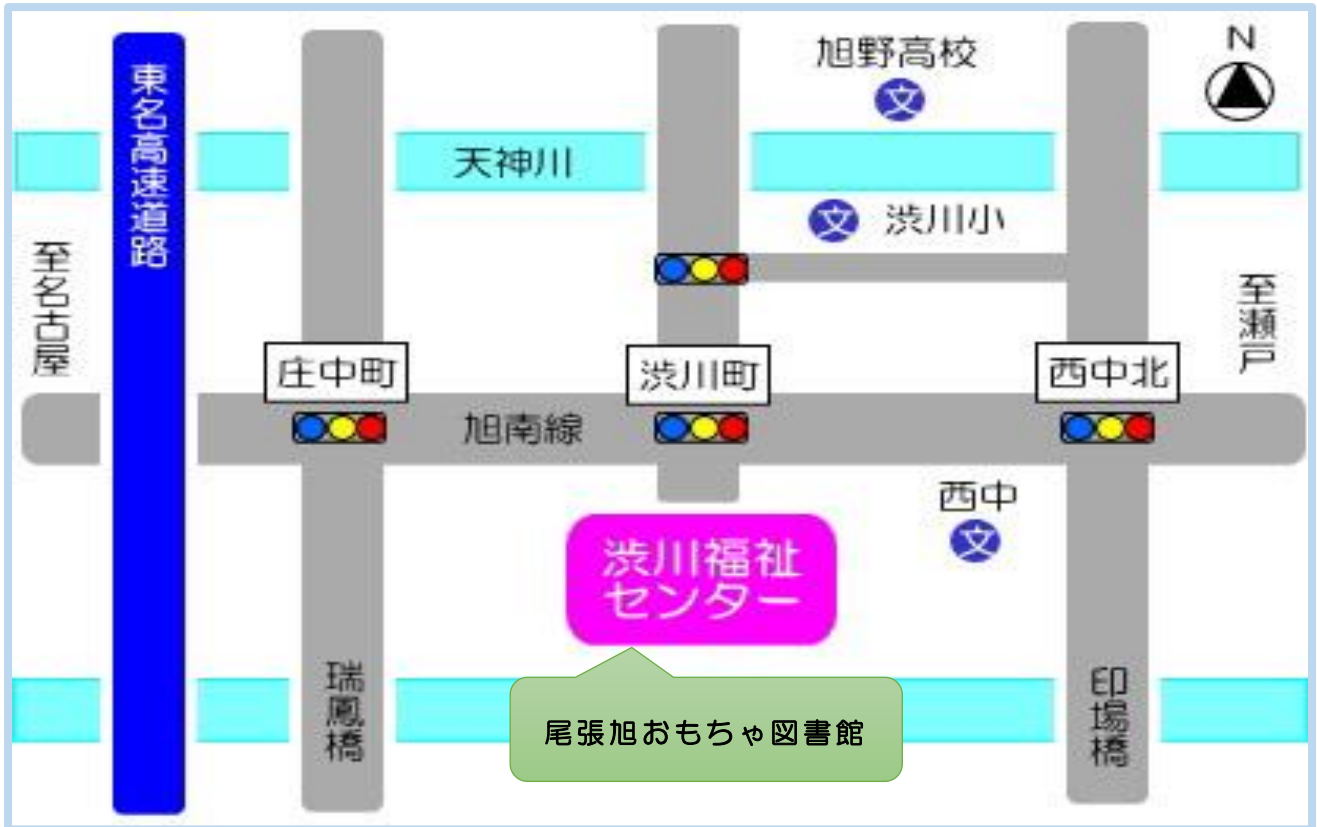 旭野高校
文
N
東名高速道路
天神川
文 渋川小
至名古屋
至瀬戸
庄中町
渋川町
西中北
旭南線
西中
文
渋川福祉
センター
瑞鳳橋
印場橋
尾張旭おもちゃ図書館